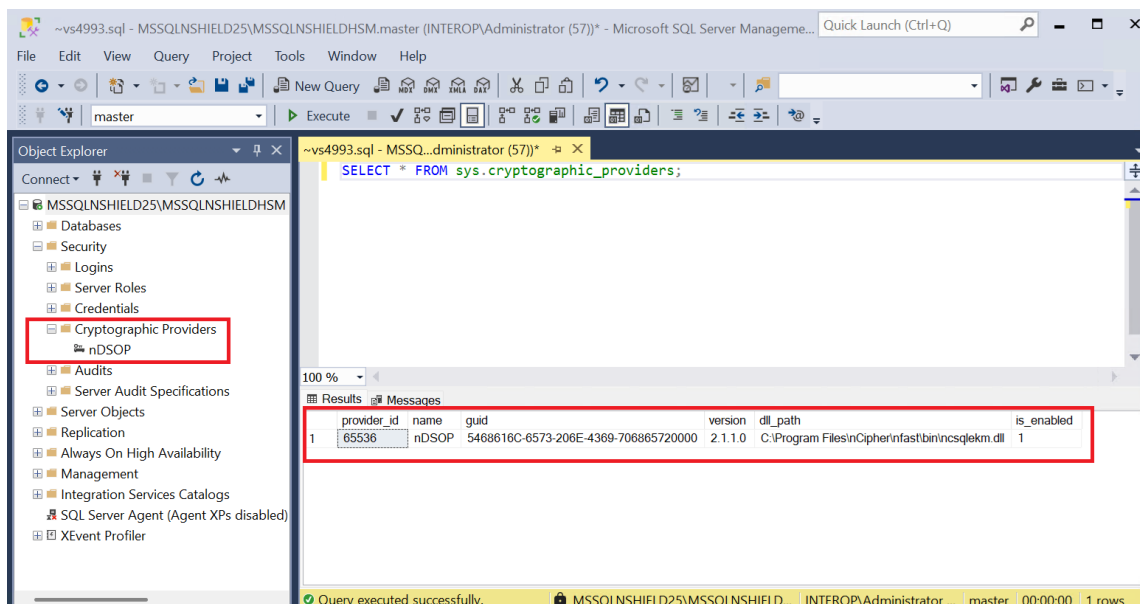 ~vs4993.sql - MSSQLNSHIELD25\MSSQLNSHIELDHSM.master (INTEROP\Administrator (57))* - Microsoft SQL Server Manageme...
Quick Launch (Ctrl+Q)
File Edit View Query Project Tools Window Help
New Query MDX DMX XMLA DAX
master Execute
Object Explorer
~vs4993.sql - MSSQ...dministrator (57))*
Connect
SELECT * FROM sys.cryptographic_providers;
MSSQLNSHIELD25\MSSQLNSHIELDHSM
Databases
Security
Logins
Server Roles
Credentials
Cryptographic Providers
nDSOP
Audits
Server Audit Specifications
Server Objects
Replication
Always On High Availability
Management
Integration Services Catalogs
SQL Server Agent (Agent XPs disabled)
XEvent Profiler
100 %
Results Messages
provider_id name guid version dll_path is_enabled
1 65536 nDSOP 5468616C-6573-206E-4369-706865720000 2.1.1.0 C:\Program Files\nCipher\nfast\bin\ncsqlekm.dll 1
Query executed successfully. MSSQLNSHIELD25\MSSQLNSHIELD... INTEROP\Administrator ... master 00:00:00 1 rows